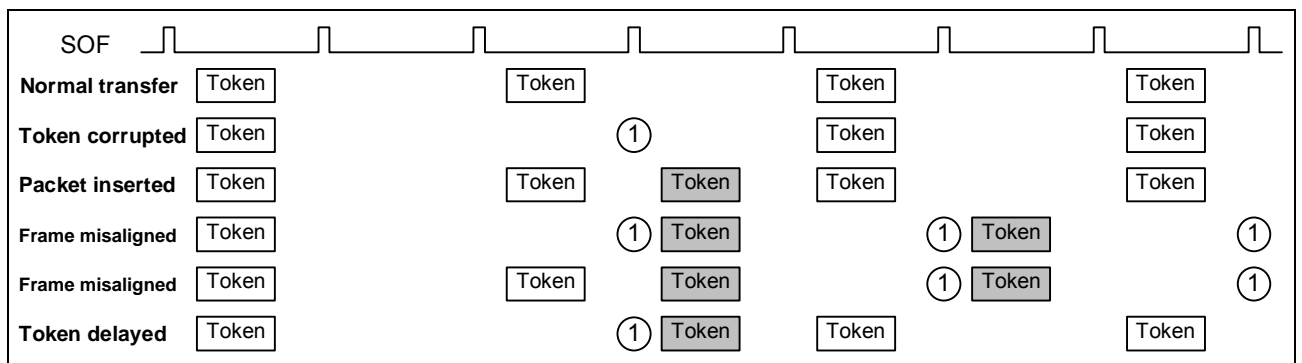 SOF
Normal transfer Token Token Token Token
Token corrupted Token 1 Token Token
Packet inserted Token Token Token Token Token
Frame misaligned Token 1 Token 1 Token 1
Frame misaligned Token Token Token 1 Token 1
Token delayed Token 1 Token Token Token